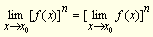 lim [f(x)]ⁿ = [lim f(x)]ⁿ
x→x₀ x→x₀